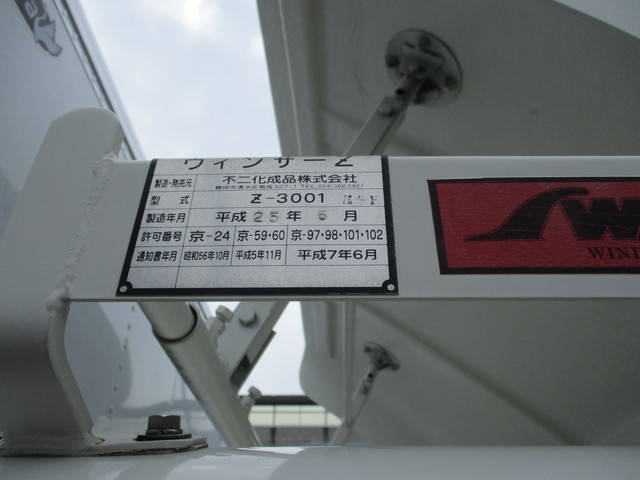 ウィンザーZ
製造・発売元 不二化成品株式会社
型式 Z-3001
製造年月 平成25年6月
許可番号 京-24 京-59・60 京-97・98・101・102
通知書年月 昭和56年10月 平成5年11月 平成7年6月
WIND